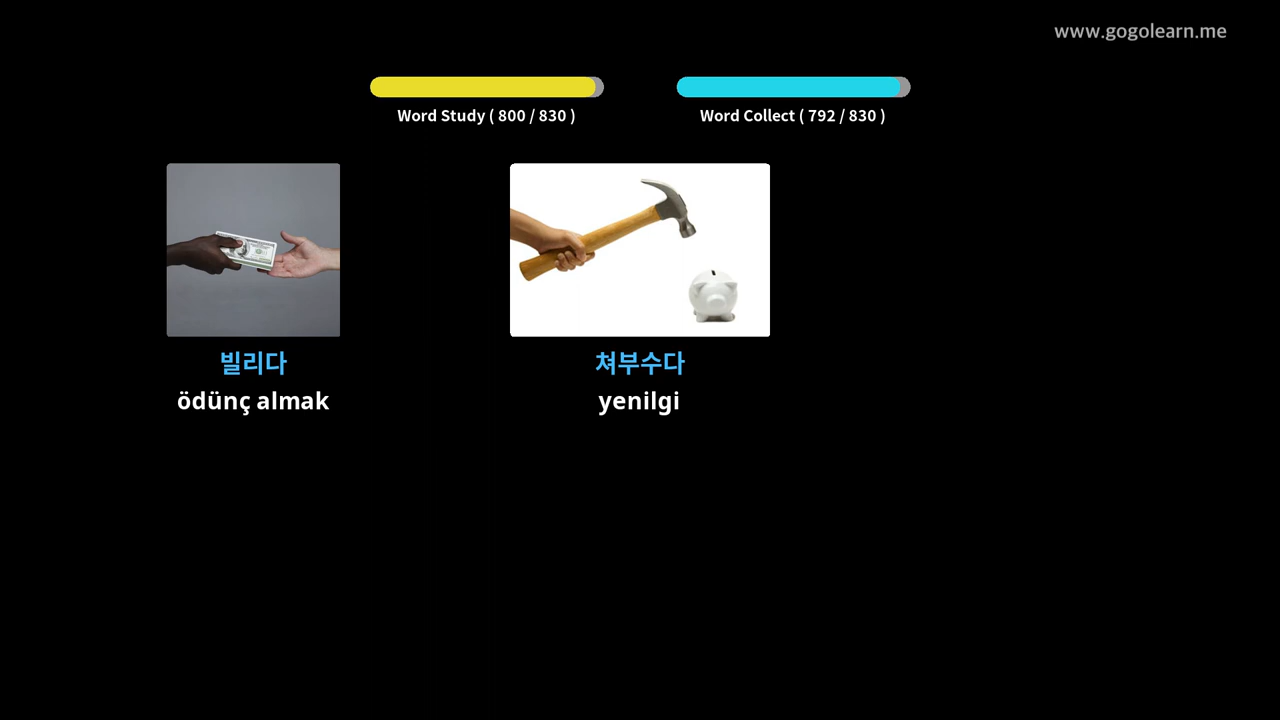 www.gogolearn.me
Word Study ( 800 / 830 )
Word Collect ( 792 / 830 )
빌리다
ödünç almak
쳐부수다
yenilgi